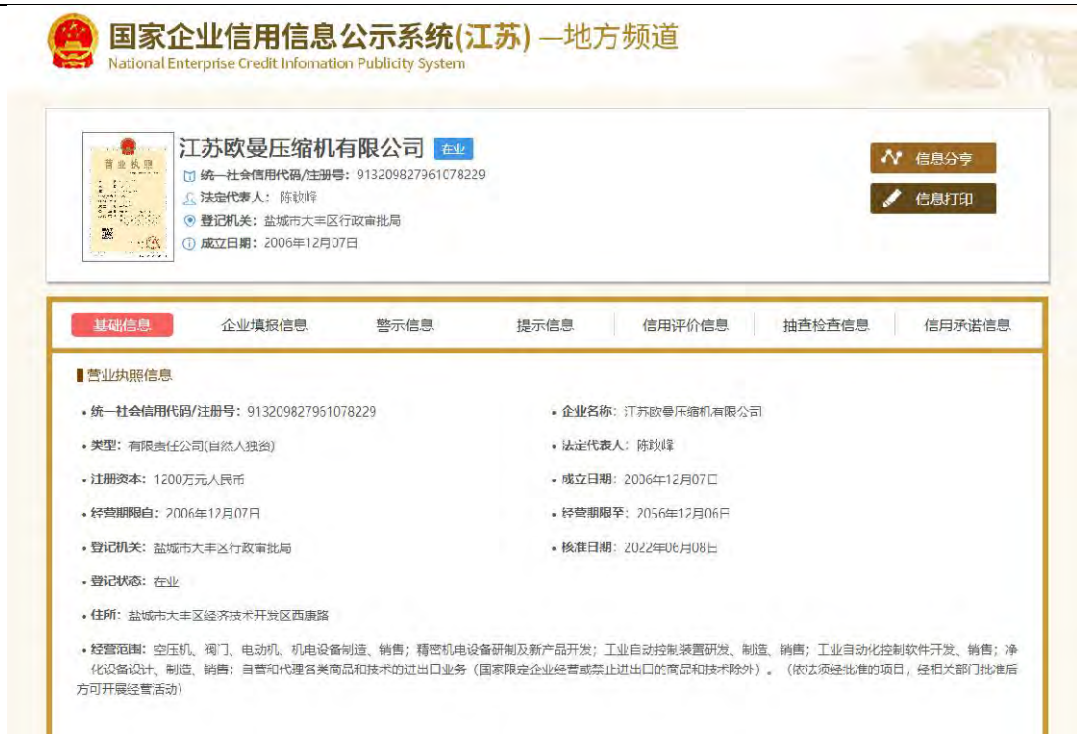 国家企业信用信息公示系统(江苏) —地方频道
National Enterprise Credit Infomation Publicity System
营业执照
江苏欧曼压缩机有限公司 在业
统一社会信用代码/注册号：913209827961078229
法定代表人：
登记机关：盐城市大丰区行政审批局
成立日期：2006年12月07日
信息分享
信息打印
基础信息 企业填报信息 警示信息 提示信息 信用评价信息 抽查检查信息 信用承诺信息
营业执照信息
统一社会信用代码/注册号：913209827961078229
企业名称：江苏欧曼压缩机有限公司
类型：有限责任公司(自然人独资)
法定代表人：
注册资本：1200万元人民币
成立日期：2006年12月07日
经营期限自：2006年12月07日
经营期限至：2056年12月06日
登记机关：盐城市大丰区行政审批局
核准日期：2022年06月08日
登记状态：在业
住所：盐城市大丰区经济技术开发区西康路
经营范围：空压机、阀门、电动机、机电设备制造、销售；精密机电设备研制及新产品开发；工业自动控制装置研发、制造、销售；工业自动化控制软件开发、销售；净
化设备设计、制造、销售；自营和代理各类商品和技术的进出口业务（国家限定企业经营或禁止进出口的商品和技术除外）。（依法须经批准的项目，经相关部门批准后
方可开展经营活动）